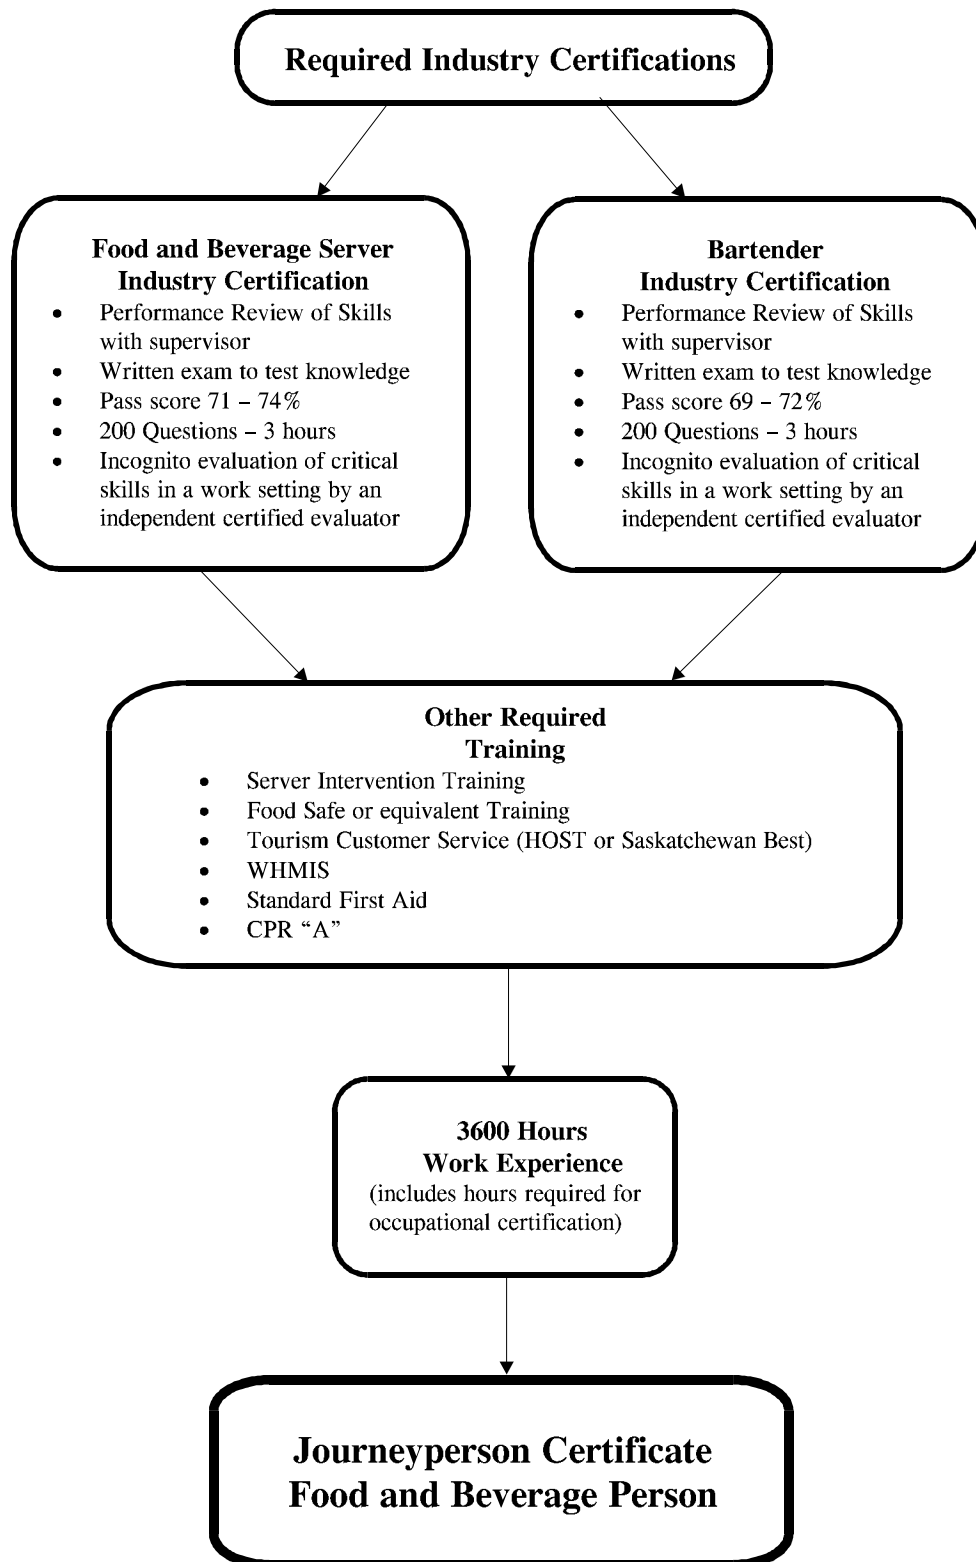 Required Industry Certifications
Food and Beverage Server
Industry Certification
• Performance Review of Skills
with supervisor
• Written exam to test knowledge
• Pass score 71 – 74%
• 200 Questions – 3 hours
• Incognito evaluation of critical
skills in a work setting by an
independent certified evaluator
Bartender
Industry Certification
• Performance Review of Skills
with supervisor
• Written exam to test knowledge
• Pass score 69 – 72%
• 200 Questions – 3 hours
• Incognito evaluation of critical
skills in a work setting by an
independent certified evaluator
Other Required
Training
• Server Intervention Training
• Food Safe or equivalent Training
• Tourism Customer Service (HOST or Saskatchewan Best)
• WHMIS
• Standard First Aid
• CPR “A”
3600 Hours
Work Experience
(includes hours required for
occupational certification)
Journeyperson Certificate
Food and Beverage Person